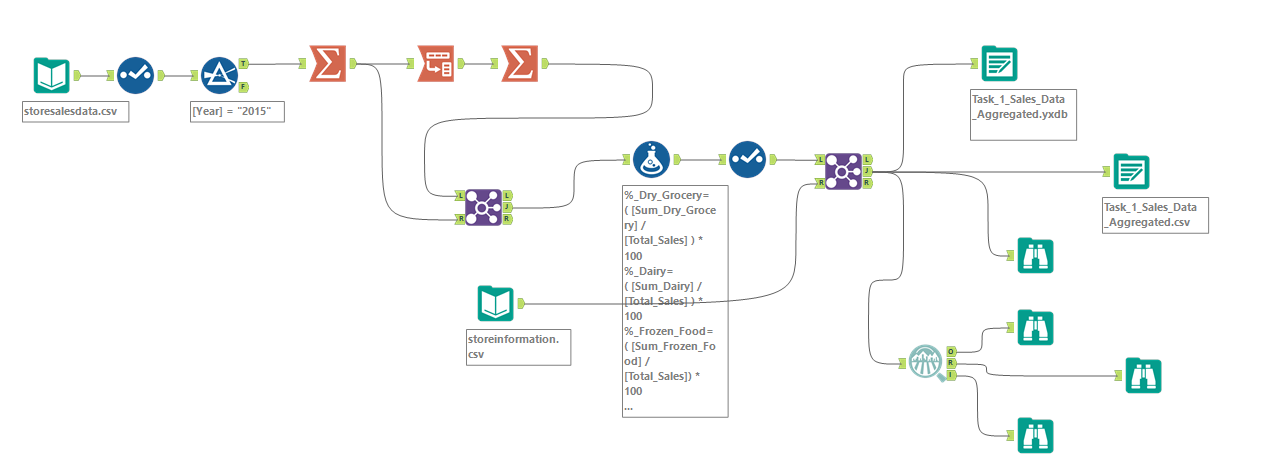 T
F
storesalesdata.csv
[Year] = "2015"
Task_1_Sales_Data
_Aggregated.yxdb
L
R
L
J
R
L
R
L
J
R
%_Dry_Grocery=
( [Sum_Dry_Groce
ry] /
[Total_Sales] ) *
100
%_Dairy=
( [Sum_Dairy] /
[Total_Sales] ) *
100
%_Frozen_Food=
( [Sum_Frozen_Fo
od] /
[Total_Sales]) *
100
...
Task_1_Sales_Data
_Aggregated.csv
storeinformation.
csv
O
R
I